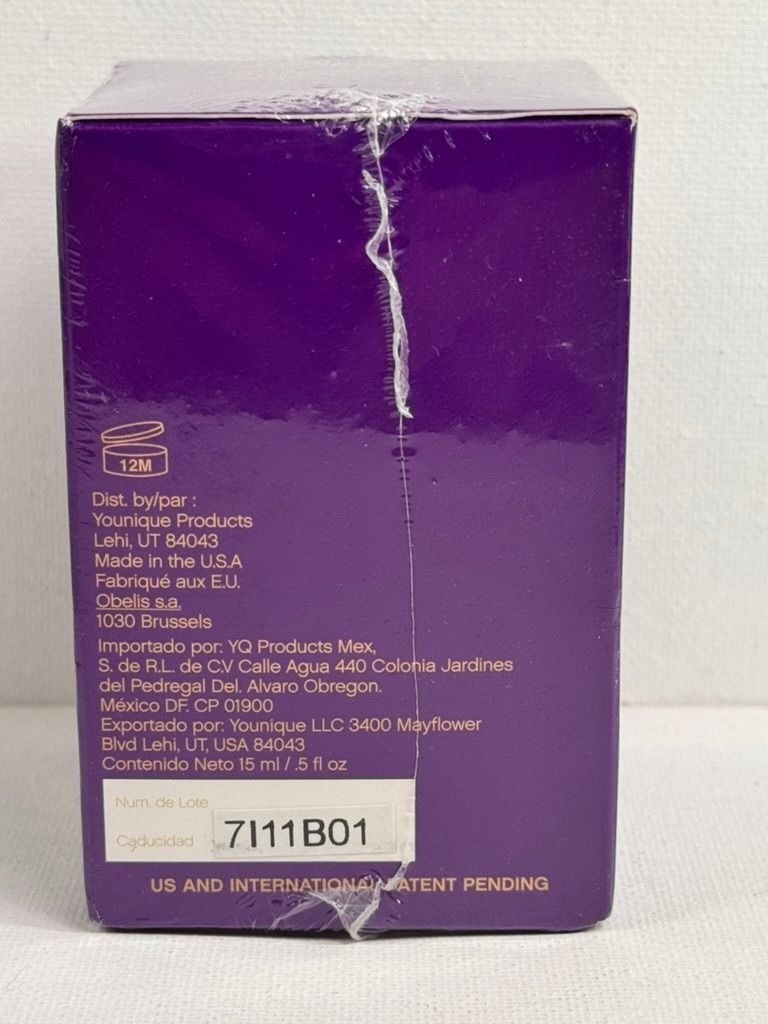 12M
Dist. by/par :
Younique Products
Lehi, UT 84043
Made in the U.S.A
Fabriqué aux E.U.
Obelis s.a.
1030 Brussels
Importado por: YQ Products Mex,
S. de R.L. de C.V Calle Agua 440 Colonia Jardines
del Pedregal Del. Alvaro Obregon.
México DF. CP 01900
Exportado por: Younique LLC 3400 Mayflower
Blvd Lehi, UT, USA 84043
Contenido Neto 15 ml / .5 fl oz
Num. de Lote
Caducidad 7I11B01
US AND INTERNATIONAL PATENT PENDING